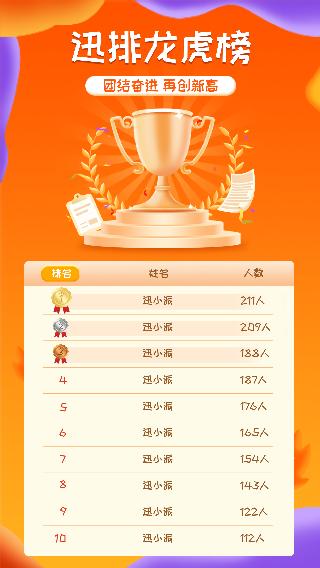 迅排龙虎榜
团结奋进 再创新高
榜名 姓名 人数
迅小派 211人
迅小派 209人
迅小派 188人
4 迅小派 187人
5 迅小派 176人
6 迅小派 165人
7 迅小派 154人
8 迅小派 143人
9 迅小派 122人
10 迅小派 112人